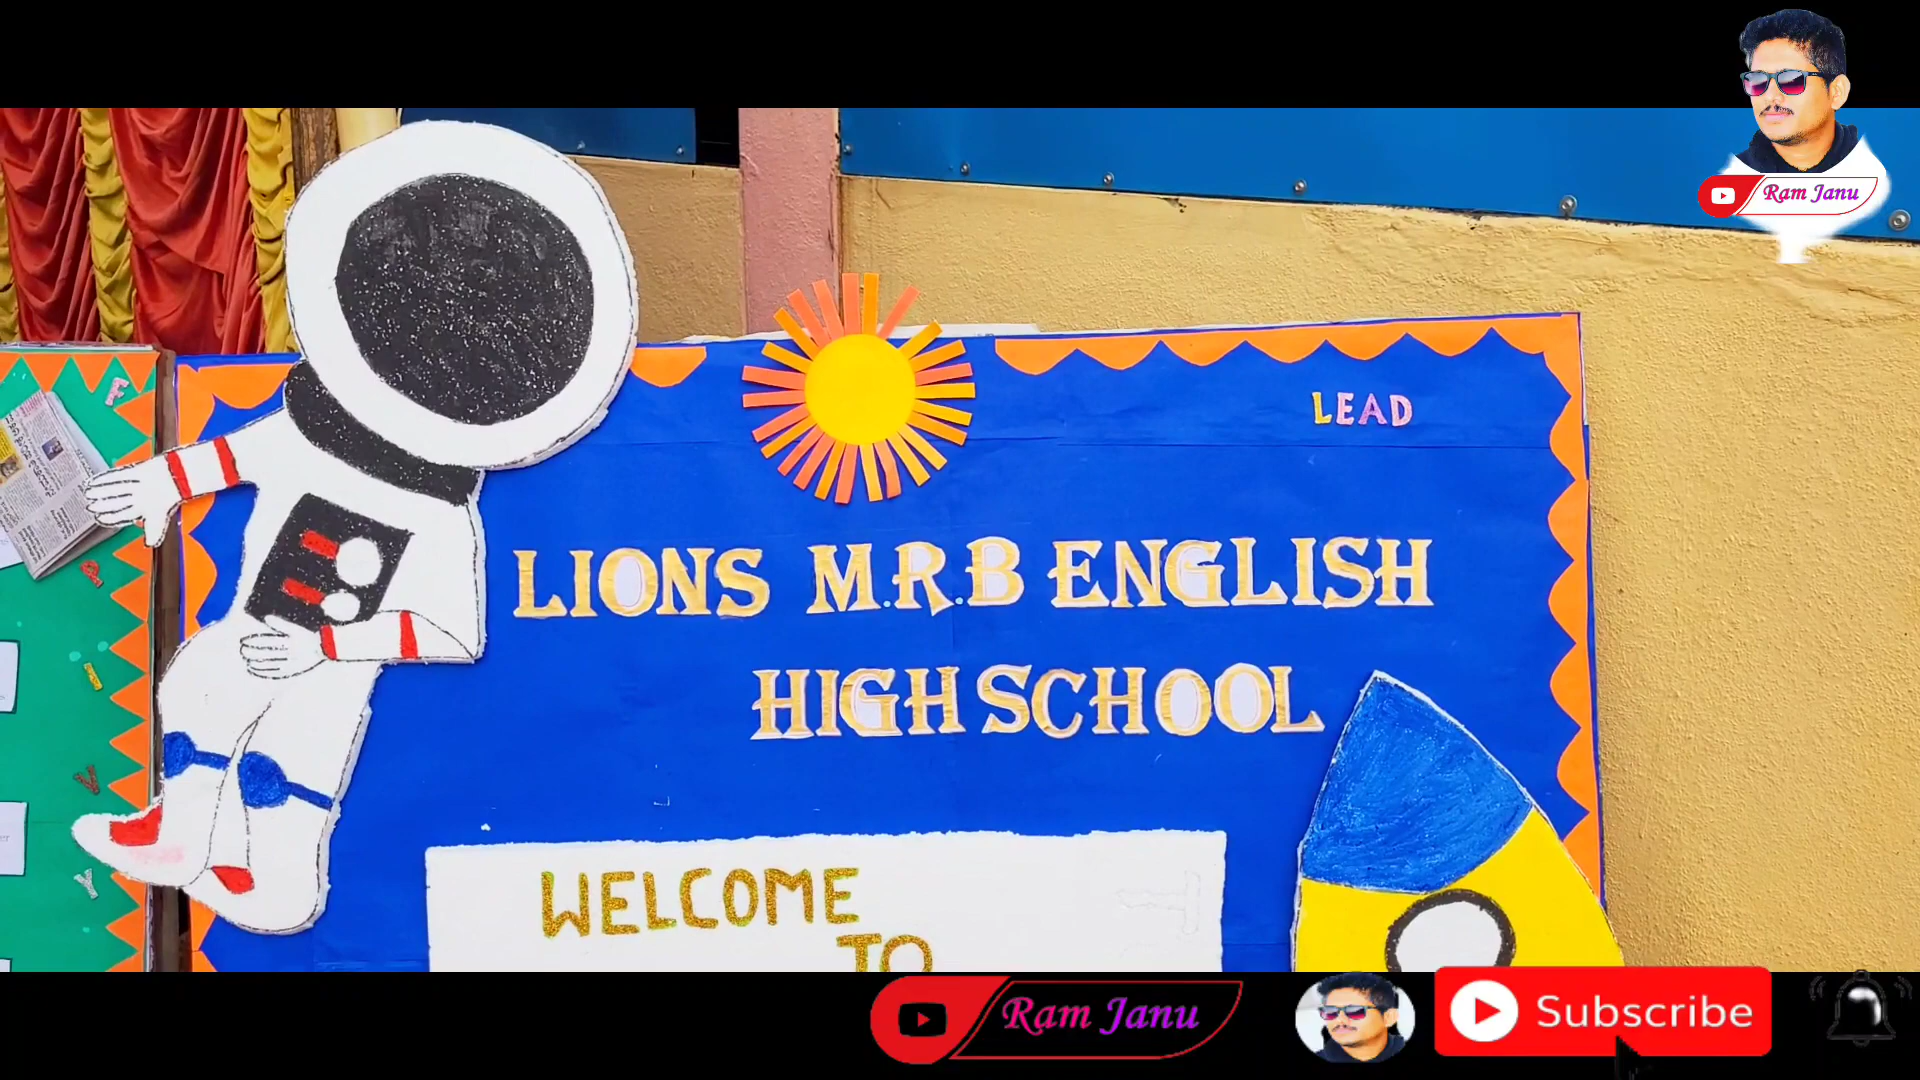 Ram Janu
LEAD
LIONS M.R.B ENGLISH
HIGH SCHOOL
WELCOME
TO
Ram Janu
Subscribe